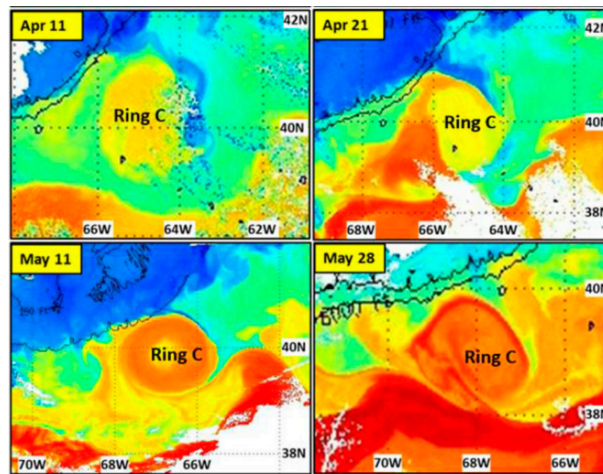 Apr 11
42N
Ring C
40N
66W 64W 62W
Apr 21
42N
Ring C
40N
38N
68W 66W 64W
May 11
Ring C
40N
38N
70W 68W 66W
May 28
40N
Ring C
38N
70W 68W